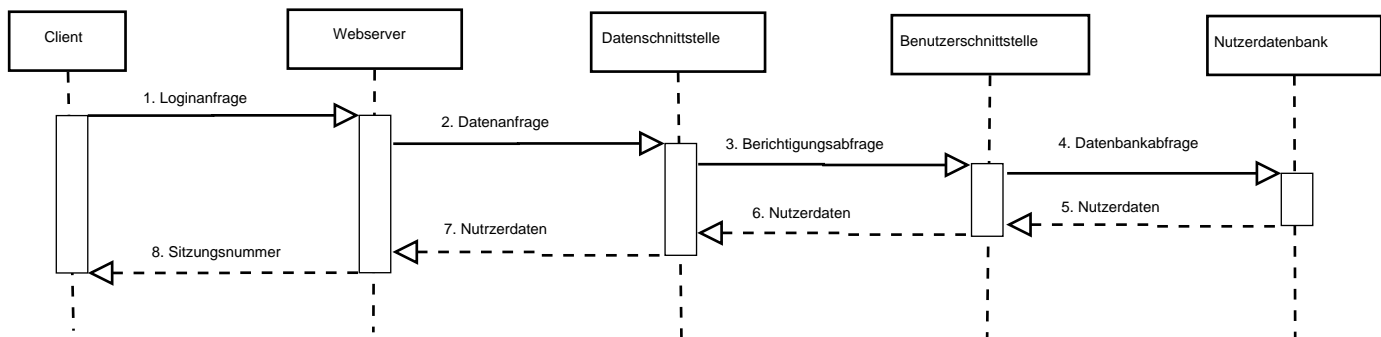 Client
Webserver
Datenschnittstelle
Benutzerschnittstelle
Nutzerdatenbank
1. Loginanfrage
2. Datenanfrage
3. Berichtigungsabfrage
4. Datenbankabfrage
5. Nutzerdaten
6. Nutzerdaten
7. Nutrzerdaten
8. Sitzungsnummer